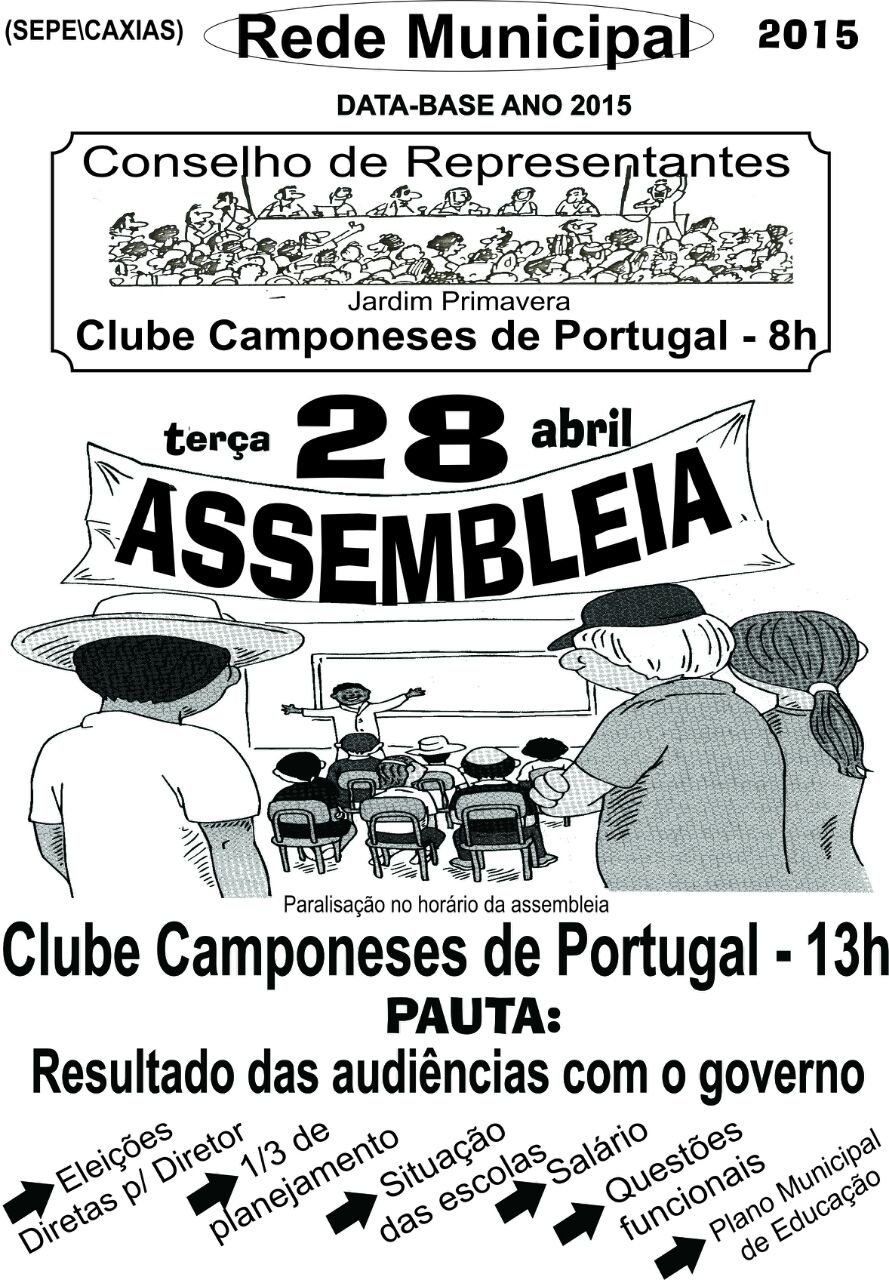 (SEPE\CAXIAS) Rede Municipal 2015
DATA-BASE ANO 2015
Conselho de Representantes
Jardim Primavera
Clube Camponeses de Portugal - 8h
terça 28 abril
ASSEMBLEIA
Paralisação no horário da assembleia
Clube Camponeses de Portugal - 13h
PAUTA:
Resultado das audiências com o governo
Eleições
Diretas p/ Diretor
1/3 de
planejamento
Situação
das escolas
Salário
Questões
funcionais
Plano Municipal
de Educação